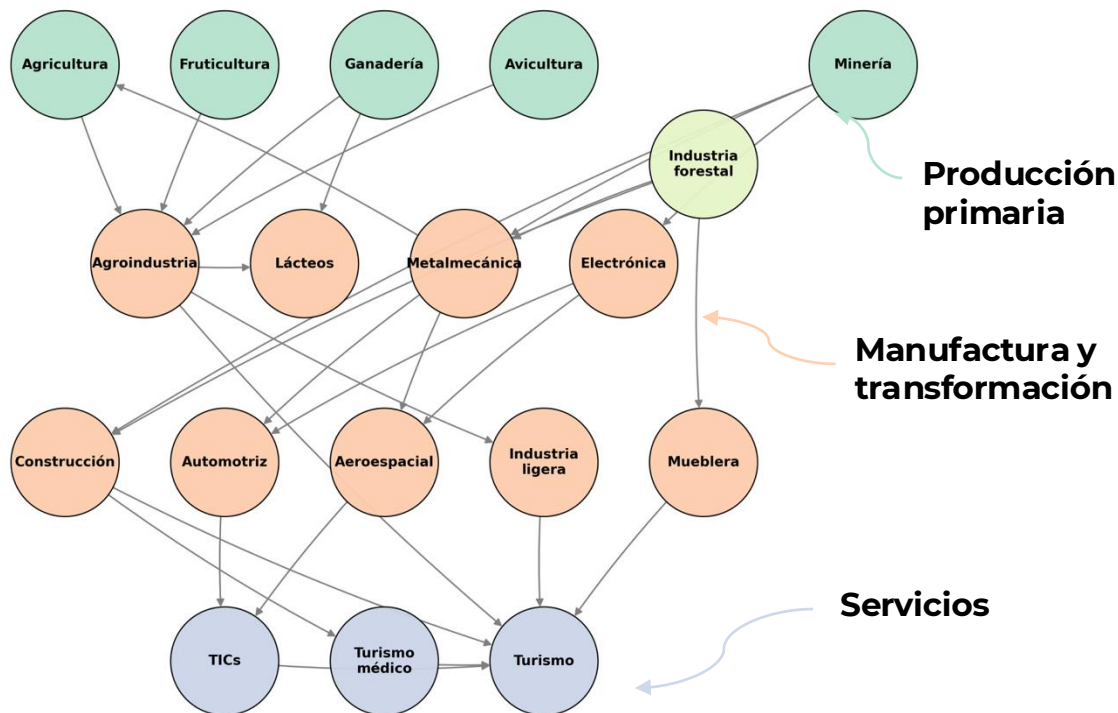 Agricultura
Fruticultura
Ganadería
Avicultura
Minería
Industria
forestal
Producción
primaria
Agroindustria
Lácteos
Metalmecánica
Electrónica
Manufactura y
transformación
Construcción
Automotriz
Aeroespacial
Industria
ligera
Mueblera
Servicios
TICs
Turismo
médico
Turismo